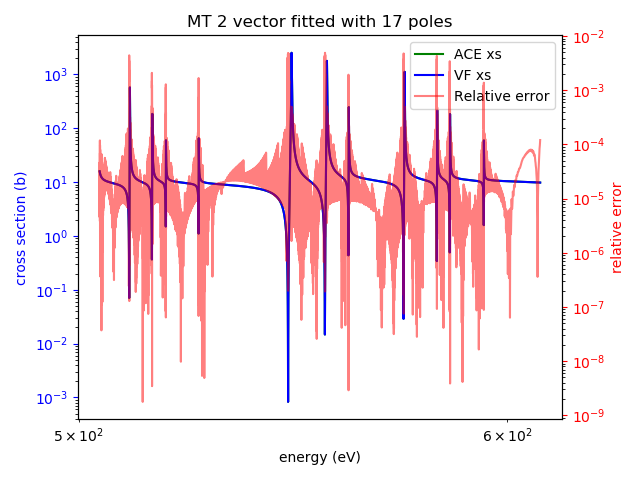 MT 2 vector fitted with 17 poles
ACE xs
VF xs
Relative error
cross section (b)
10³
10²
10¹
10⁰
10⁻¹
10⁻²
10⁻³
10⁻²
10⁻³
10⁻⁴
10⁻⁵
10⁻⁶
10⁻⁷
10⁻⁸
10⁻⁹
relative error
5 × 10²
6 × 10²
energy (eV)